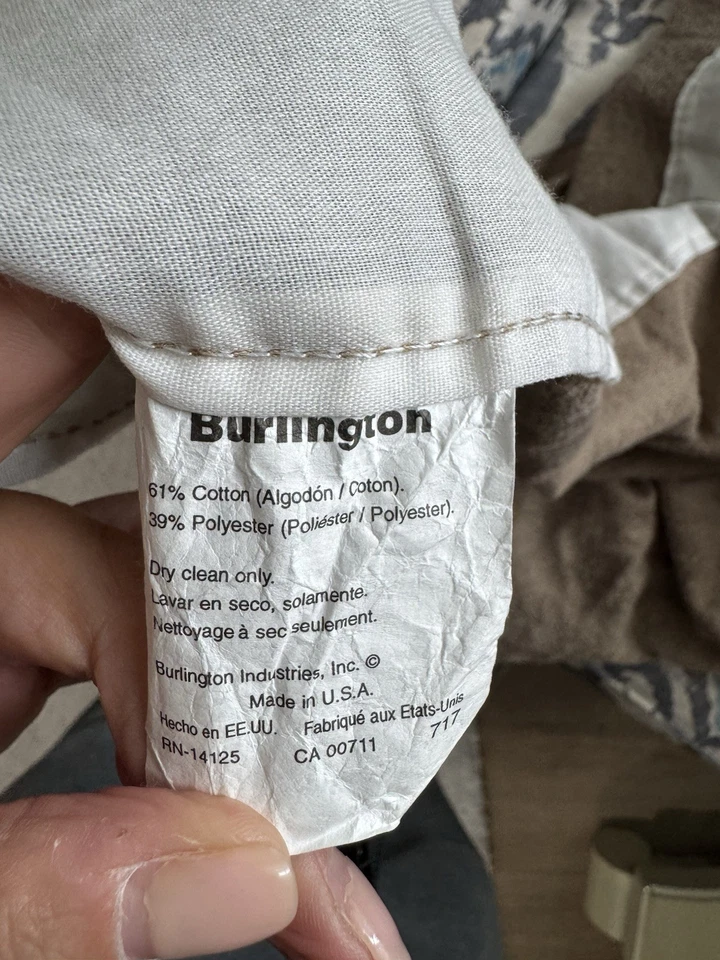 Burlington
61% Cotton (Algodón / Coton).
39% Polyester (Poliéster / Polyester).
Dry clean only.
Lavar en seco, solamente.
Nettoyage à sec seulement.
Burlington Industries, Inc. ©
Made in U.S.A.
Hecho en EE.UU. Fabriqué aux Etats-Unis
RN-14125 CA 00711 717